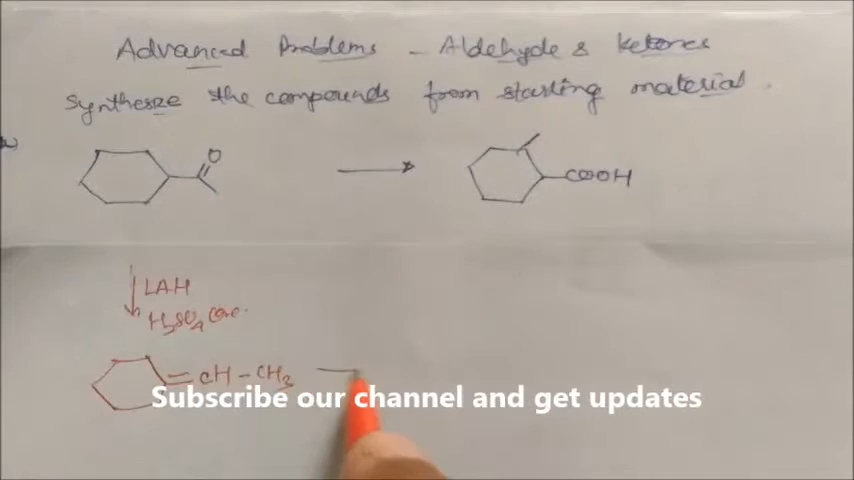 Advanced Problems - Aldehyde & ketones
Synthesize the compounds from starting material.
O
COOH
LAH
H2SO4 Conc.
=CH-CH3
Subscribe our channel and get updates